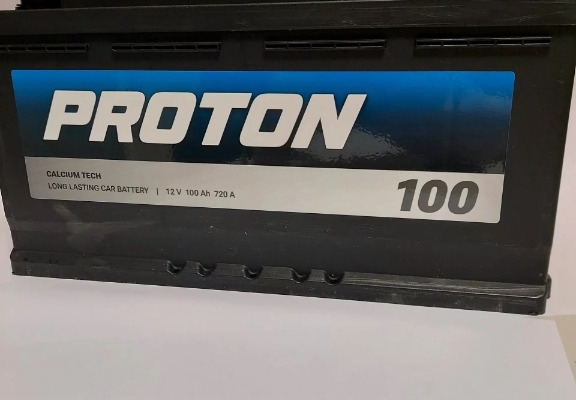 PROTON
CALCIUM TECH
LONG LASTING CAR BATTERY | 12 V 100 Ah 720 A
100